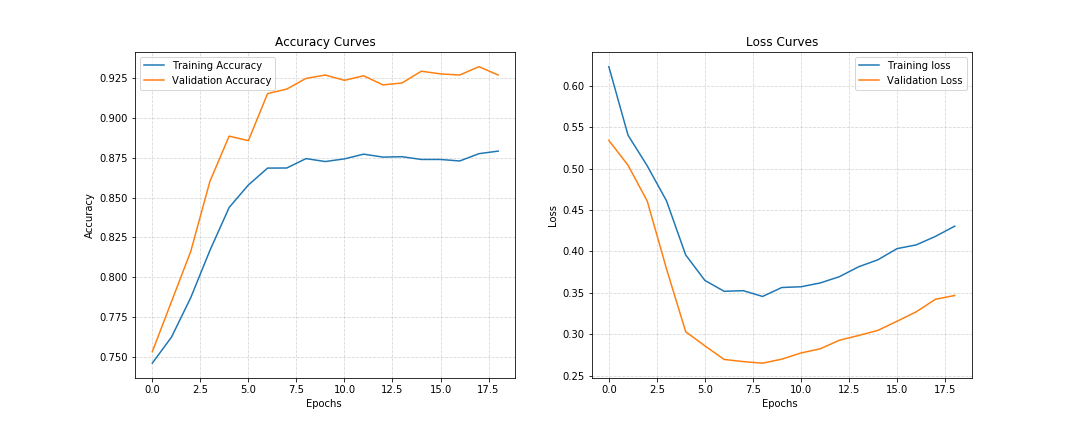 Accuracy Curves
Training Accuracy
Validation Accuracy
0.925
0.900
0.875
0.850
0.825
0.800
0.775
0.750
Accuracy
0.0 2.5 5.0 7.5 10.0 12.5 15.0 17.5
Epochs
Loss Curves
Training loss
Validation Loss
0.60
0.55
0.50
0.45
0.40
0.35
0.30
0.25
Loss
0.0 2.5 5.0 7.5 10.0 12.5 15.0 17.5
Epochs